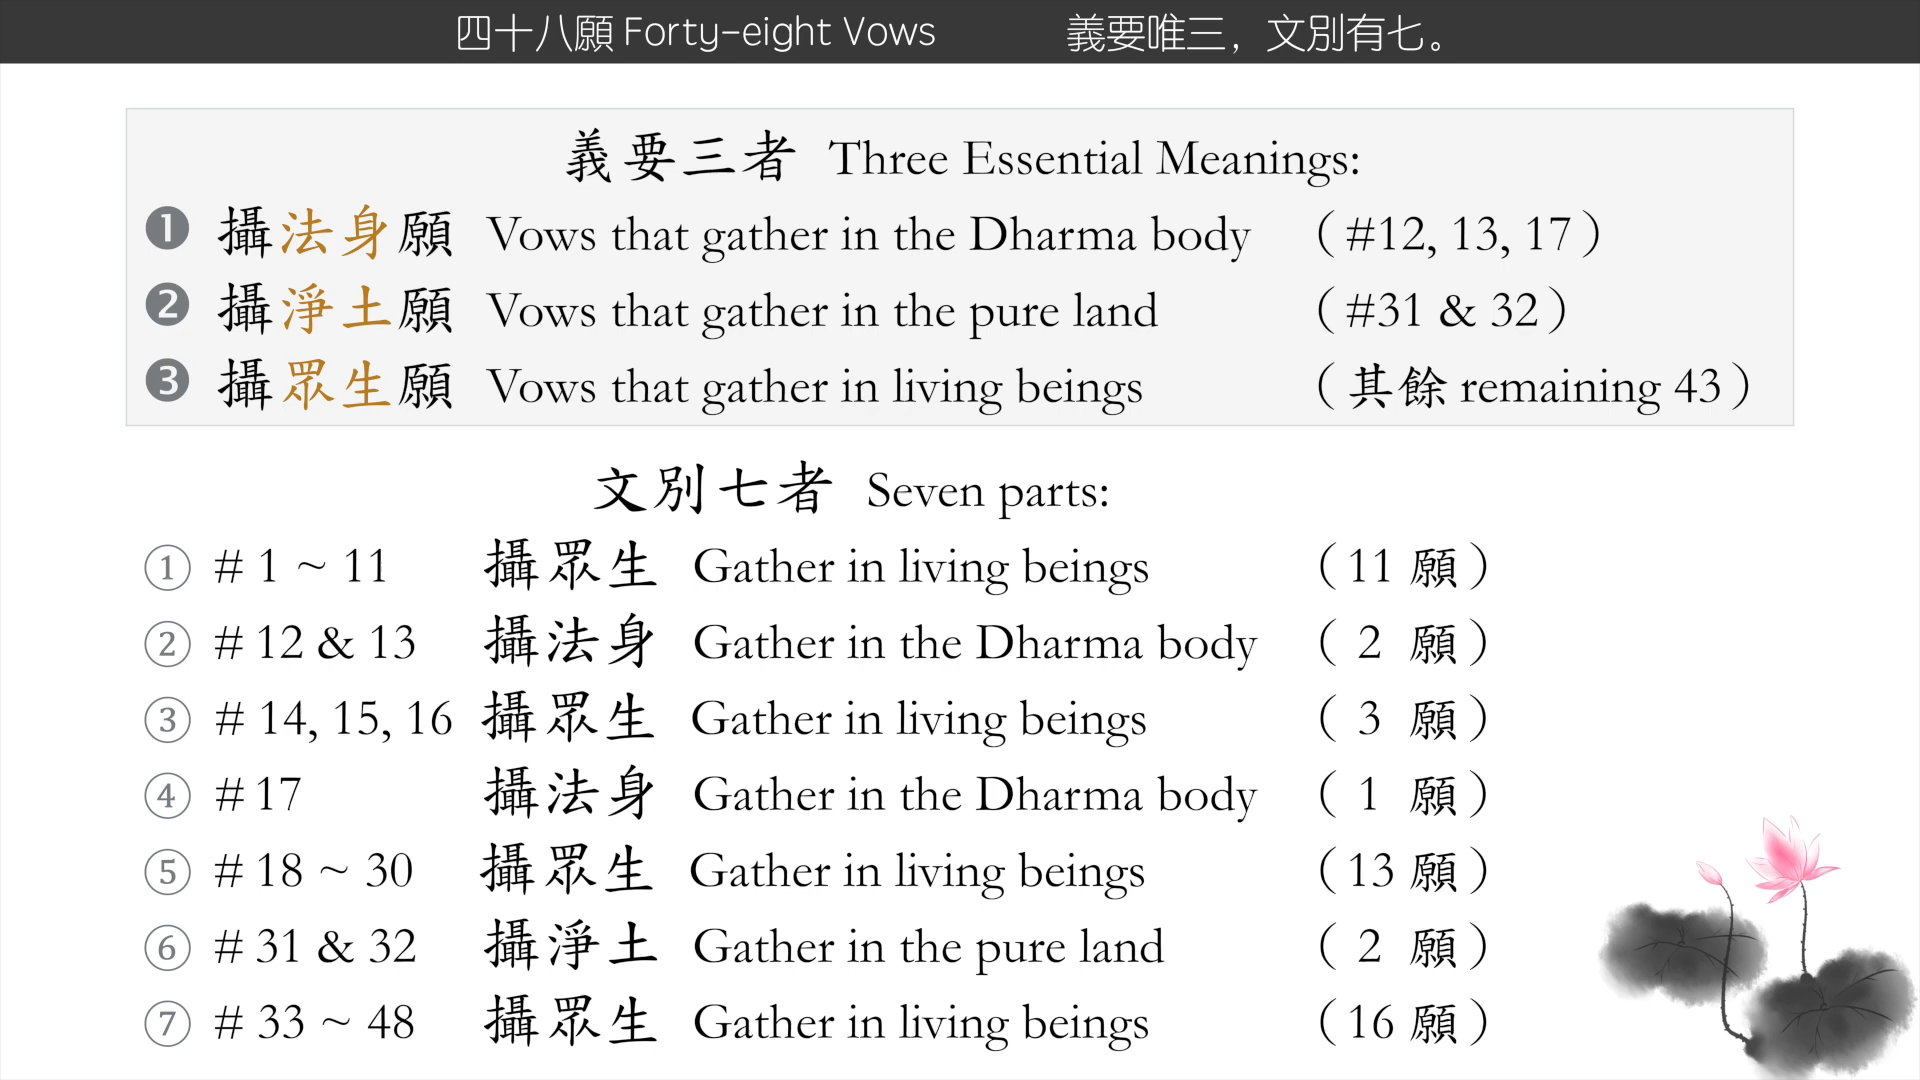 四十八願 Forty-eight Vows 義要唯三，文別有七。
義要三者 Three Essential Meanings:
❶ 攝法身願 Vows that gather in the Dharma body （#12, 13, 17）
❷ 攝淨土願 Vows that gather in the pure land （#31 & 32）
❸ 攝眾生願 Vows that gather in living beings （其餘 remaining 43）
文別七者 Seven parts:
① # 1 ~ 11 攝眾生 Gather in living beings （11 願）
② # 12 & 13 攝法身 Gather in the Dharma body （2 願）
③ # 14, 15, 16 攝眾生 Gather in living beings （3 願）
④ #17 攝法身 Gather in the Dharma body （1 願）
⑤ # 18 ~ 30 攝眾生 Gather in living beings （13 願）
⑥ # 31 & 32 攝淨土 Gather in the pure land （2 願）
⑦ # 33 ~ 48 攝眾生 Gather in living beings （16 願）